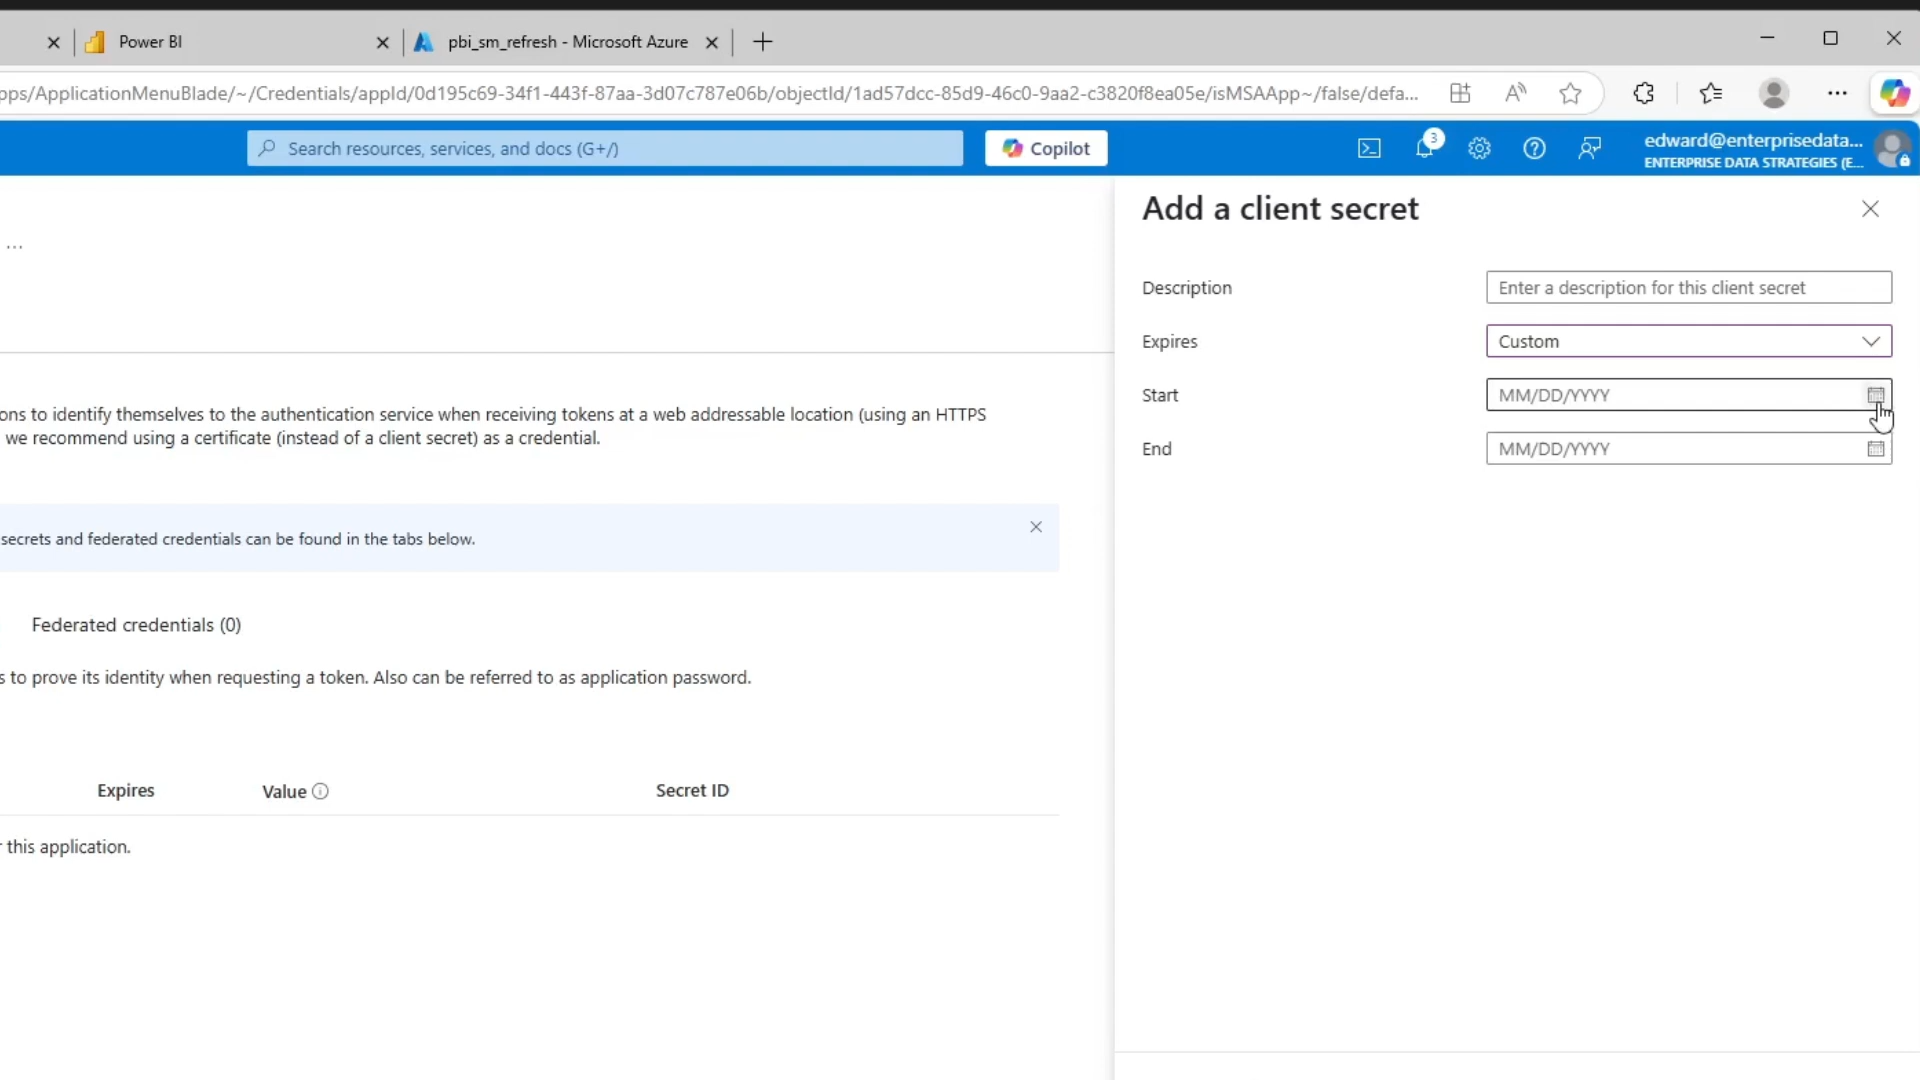 Power BI
pbi_sm_refresh - Microsoft Azure
pps/ApplicationMenuBlade/~/Credentials/appId/0d195c69-34f1-443f-87aa-3d07c787e06b/objectId/1ad57dcc-85d9-46c0-9aa2-c3820f8ea05e/isMSAApp~/false/defa...
Search resources, services, and docs (G+/)
Copilot
3
edward@enterprisedata...
ENTERPRISE DATA STRATEGIES (E...
Add a client secret
...
Description
Enter a description for this client secret
Expires
Custom
Start
MM/DD/YYYY
End
MM/DD/YYYY
ons to identify themselves to the authentication service when receiving tokens at a web addressable location (using an HTTPS
we recommend using a certificate (instead of a client secret) as a credential.
secrets and federated credentials can be found in the tabs below.
Federated credentials (0)
s to prove its identity when requesting a token. Also can be referred to as application password.
Expires
Value
Secret ID
r this application.